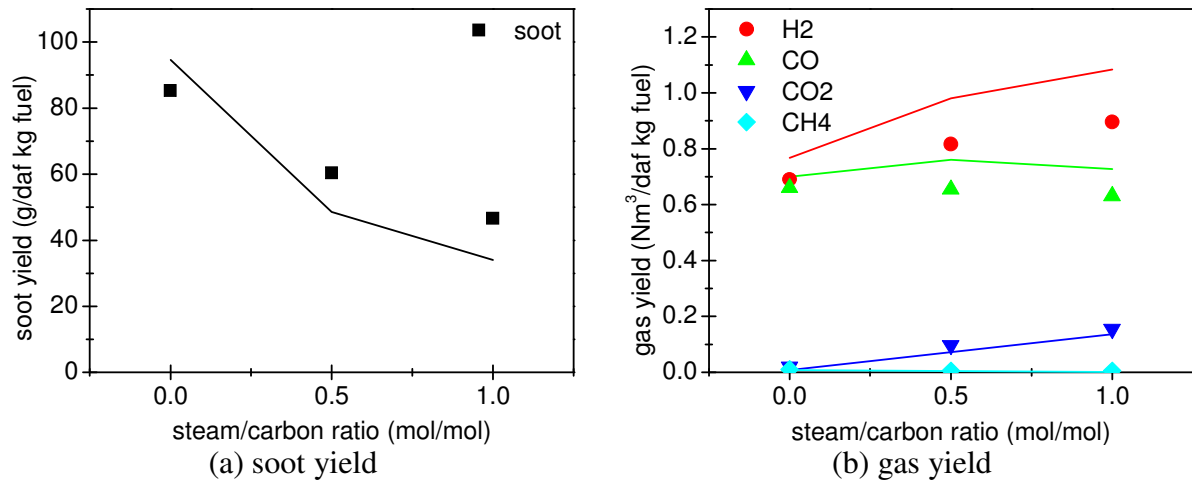 soot yield (g/daf kg fuel)
100
80
60
40
20
0
soot
0.0 0.5 1.0
steam/carbon ratio (mol/mol)
(a) soot yield
gas yield (Nm³/daf kg fuel)
1.2
1.0
0.8
0.6
0.4
0.2
0.0
H2
CO
CO2
CH4
0.0 0.5 1.0
steam/carbon ratio (mol/mol)
(b) gas yield